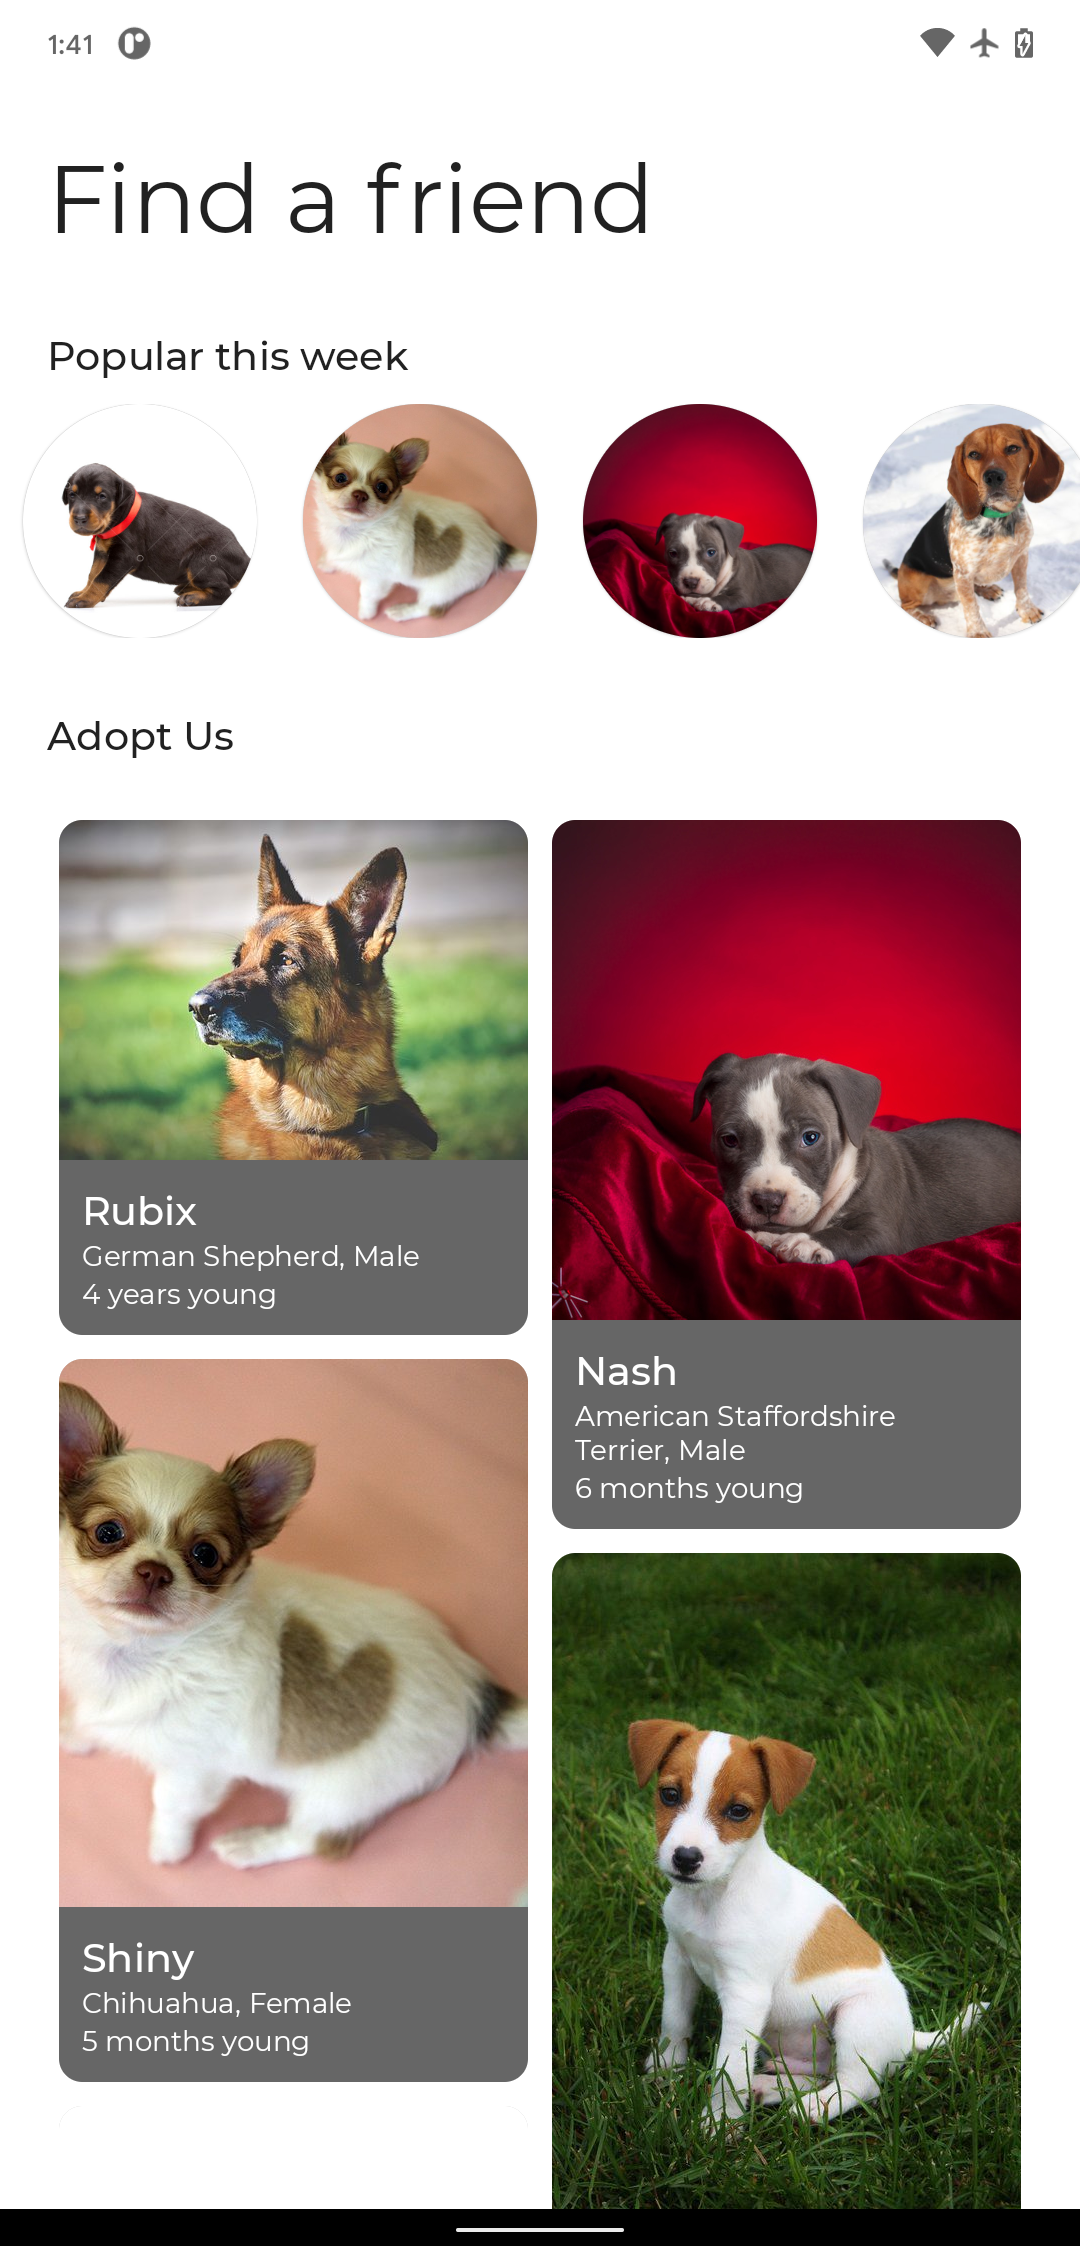 1:41
Find a friend
Popular this week
Adopt Us
Rubix
German Shepherd, Male
4 years young
Nash
American Staffordshire
Terrier, Male
6 months young
Shiny
Chihuahua, Female
5 months young